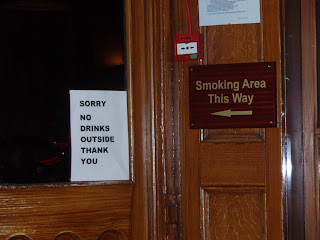 SORRY
NO
DRINKS
OUTSIDE
THANK
YOU
Smoking Area
This Way